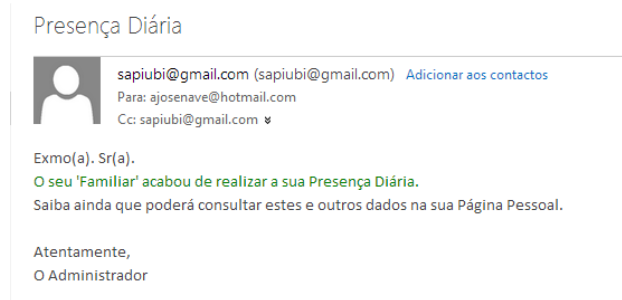 Presença Diária
sapiubi@gmail.com (sapiubi@gmail.com) Adicionar aos contactos
Para: ajosenave@hotmail.com
Cc: sapiubi@gmail.com
Exmo(a). Sr(a).
O seu 'Familiar' acabou de realizar a sua Presença Diária.
Saiba ainda que poderá consultar estes e outros dados na sua Página Pessoal.
Atentamente,
O Administrador